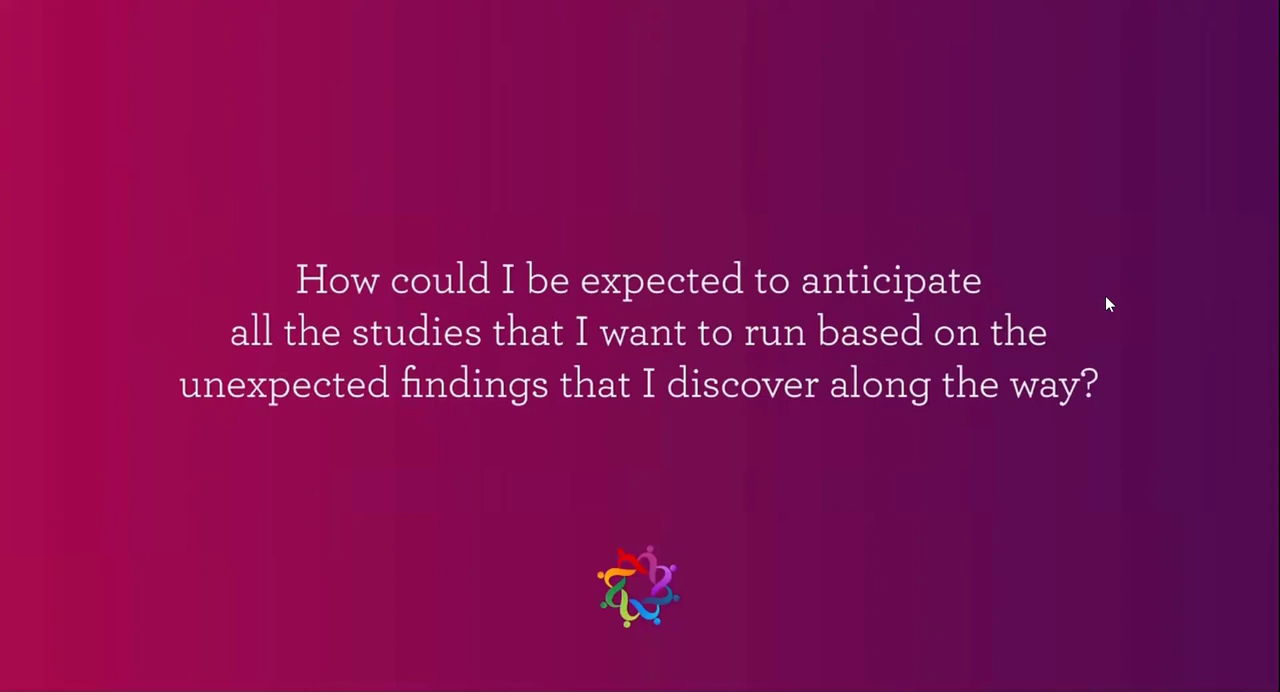 How could I be expected to anticipate
all the studies that I want to run based on the
unexpected findings that I discover along the way?